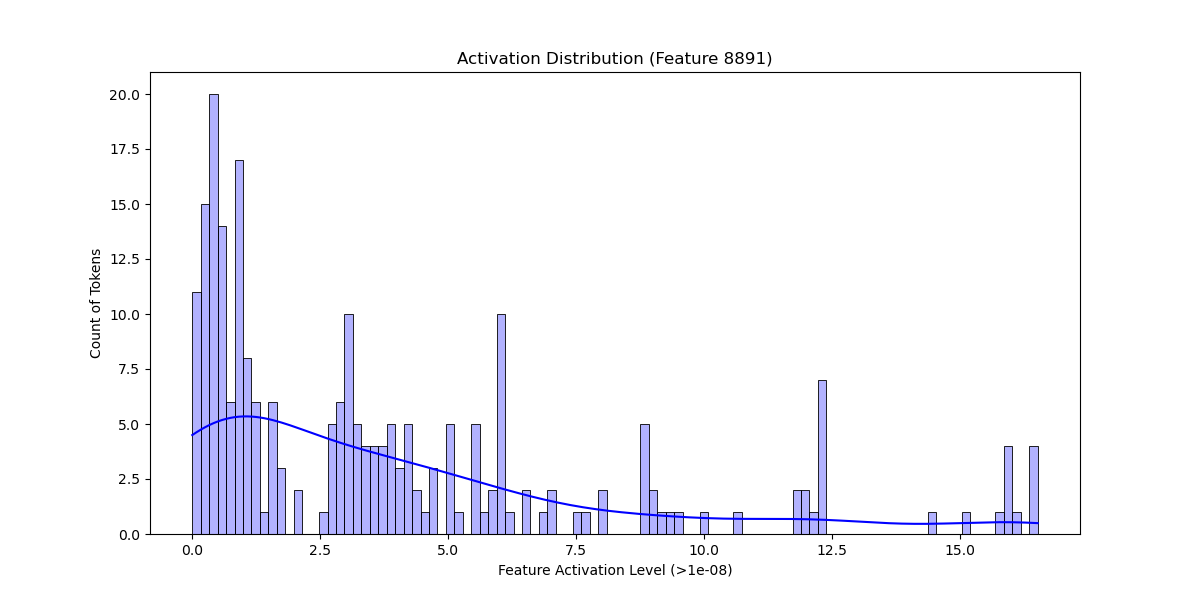 Activation Distribution (Feature 8891)
20.0
17.5
15.0
12.5
10.0
7.5
5.0
2.5
0.0
Count of Tokens
0.0 2.5 5.0 7.5 10.0 12.5 15.0
Feature Activation Level (>1e-08)